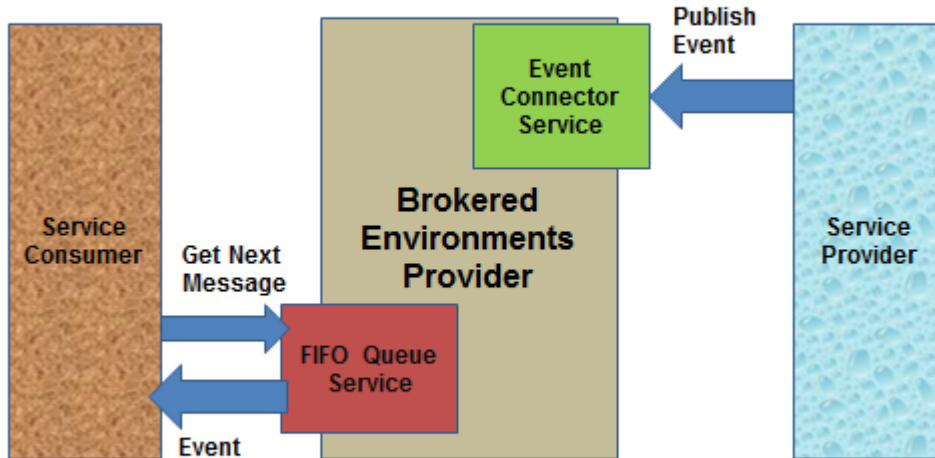 Publish
Event
Event
Connector
Service
Brokered
Environments
Provider
Service
Consumer
Service
Provider
Get Next
Message
FIFO Queue
Service
Event